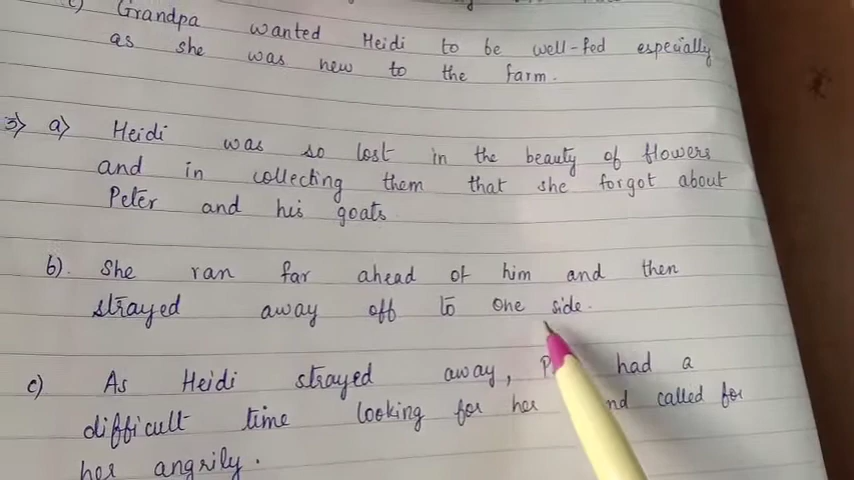 c) Grandpa wanted Heidi to be well-fed especially
as she was new to the farm.
3) a) Heidi was so lost in the beauty of flowers
and in collecting them that she forgot about
Peter and his goats
b). She ran far ahead of him and then
strayed away off to one side.
c) As Heidi strayed away, had a
difficult time looking for her called for
her angrily.